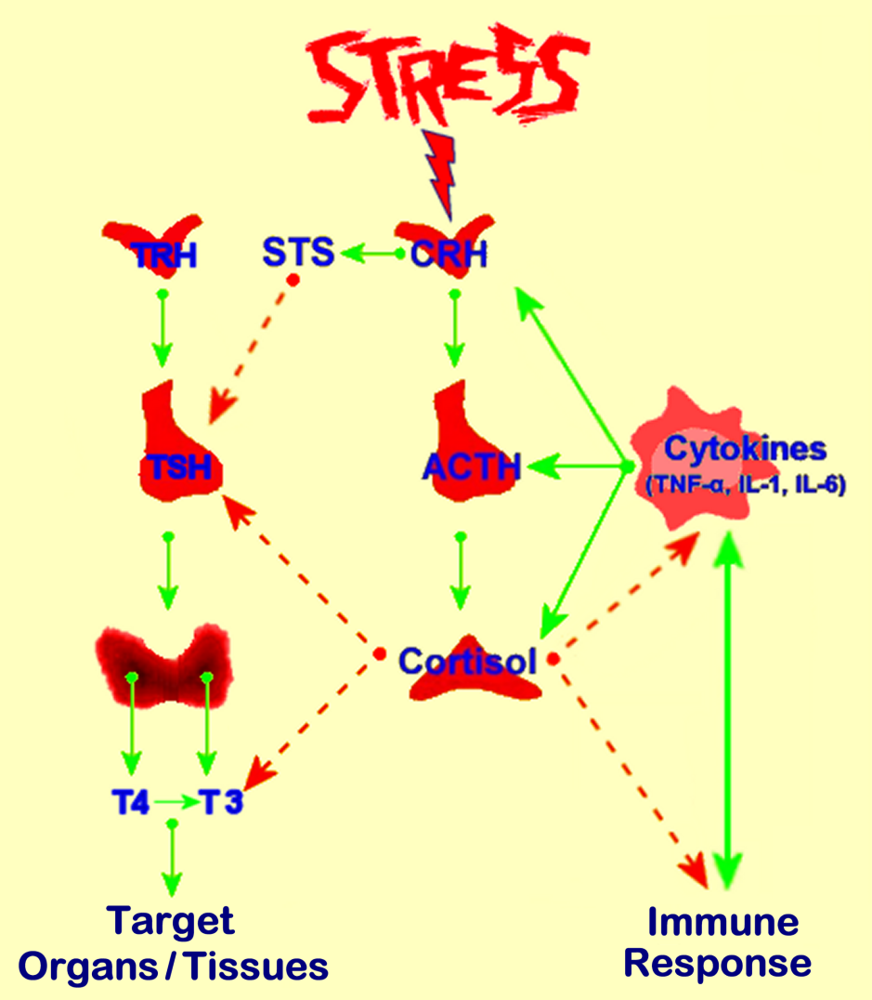 STRESS
TRH
STS
CRH
TSH
ACTH
Cytokines
(TNF-α, IL-1, IL-6)
Cortisol
T4
T3
Target
Organs/Tissues
Immune
Response